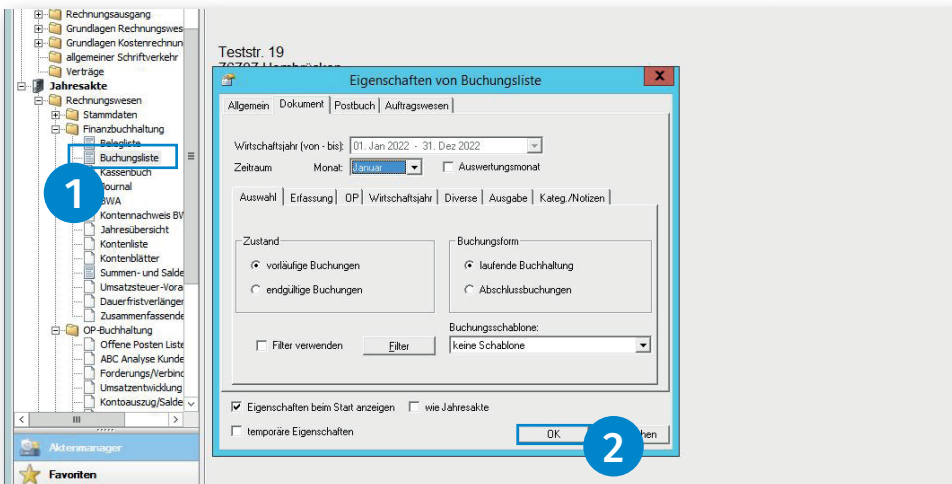 Rechnungsausgang
Grundlagen Rechnungswes
Grundlagen Kostenrechnun
allgemeiner Schriftverkehr
Verträge
Jahresakte
Rechnungswesen
Stammdaten
Finanzbuchhaltung
Belegliste
Buchungsliste
Kassenbuch
Journal
BWA
Kontennachweis BV
Jahresübersicht
Kontenliste
Kontenblätter
Summen- und Salde
Umsatzsteuer-Vora
Dauerfristverlänger
Zusammenfassende
OP-Buchhaltung
Offene Posten Liste
ABC Analyse Kunde
Forderungs/Verbind
Umsatzentwicklung
Kontoauszug/Salde
Aktenmanager
Favoriten
1
Teststr. 19
Eigenschaften von Buchungsliste
X
Allgemein Dokument Postbuch Auftragswesen
Wirtschaftsjahr (von - bis): 01. Jan 2022 - 31. Dez 2022
Zeitraum Monat: Januar Auswertungsmonat
Auswahl Erfassung OP Wirtschaftsjahr Diverse Ausgabe Kateg./Notizen
Zustand
vorläufige Buchungen
endgültige Buchungen
Buchungsform
laufende Buchhaltung
Abschlussbuchungen
Buchungsschablone:
Filter verwenden Filter keine Schablone
Eigenschaften beim Start anzeigen wie Jahresakte
temporäre Eigenschaften OK hen
2